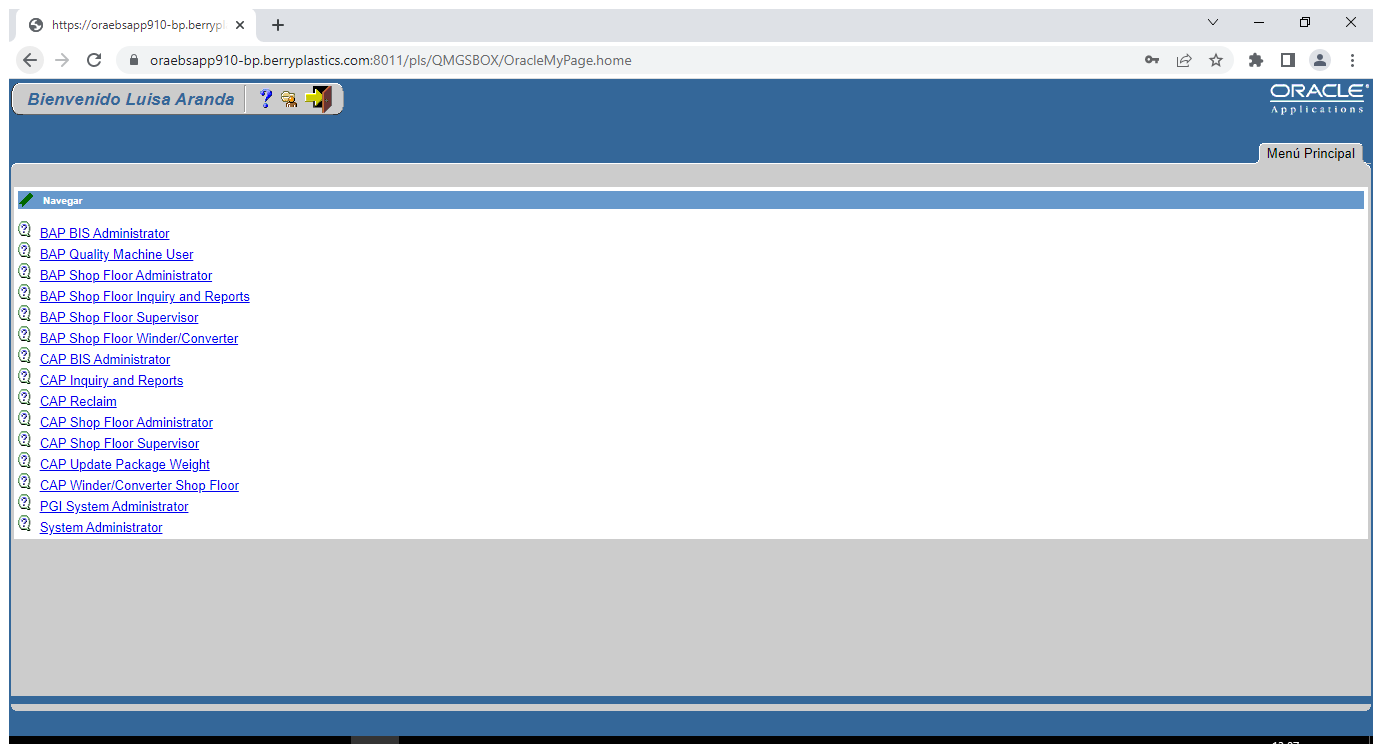 https://oraebsapp910-bp.berrypl
oraebsapp910-bp.berryplastics.com:8011/pls/QMGSBOX/OracleMyPage.home
Bienvenido Luisa Aranda
ORACLE
Applications
Menú Principal
Navegar
BAP BIS Administrator
BAP Quality Machine User
BAP Shop Floor Administrator
BAP Shop Floor Inquiry and Reports
BAP Shop Floor Supervisor
BAP Shop Floor Winder/Converter
CAP BIS Administrator
CAP Inquiry and Reports
CAP Reclaim
CAP Shop Floor Administrator
CAP Shop Floor Supervisor
CAP Update Package Weight
CAP Winder/Converter Shop Floor
PGI System Administrator
System Administrator